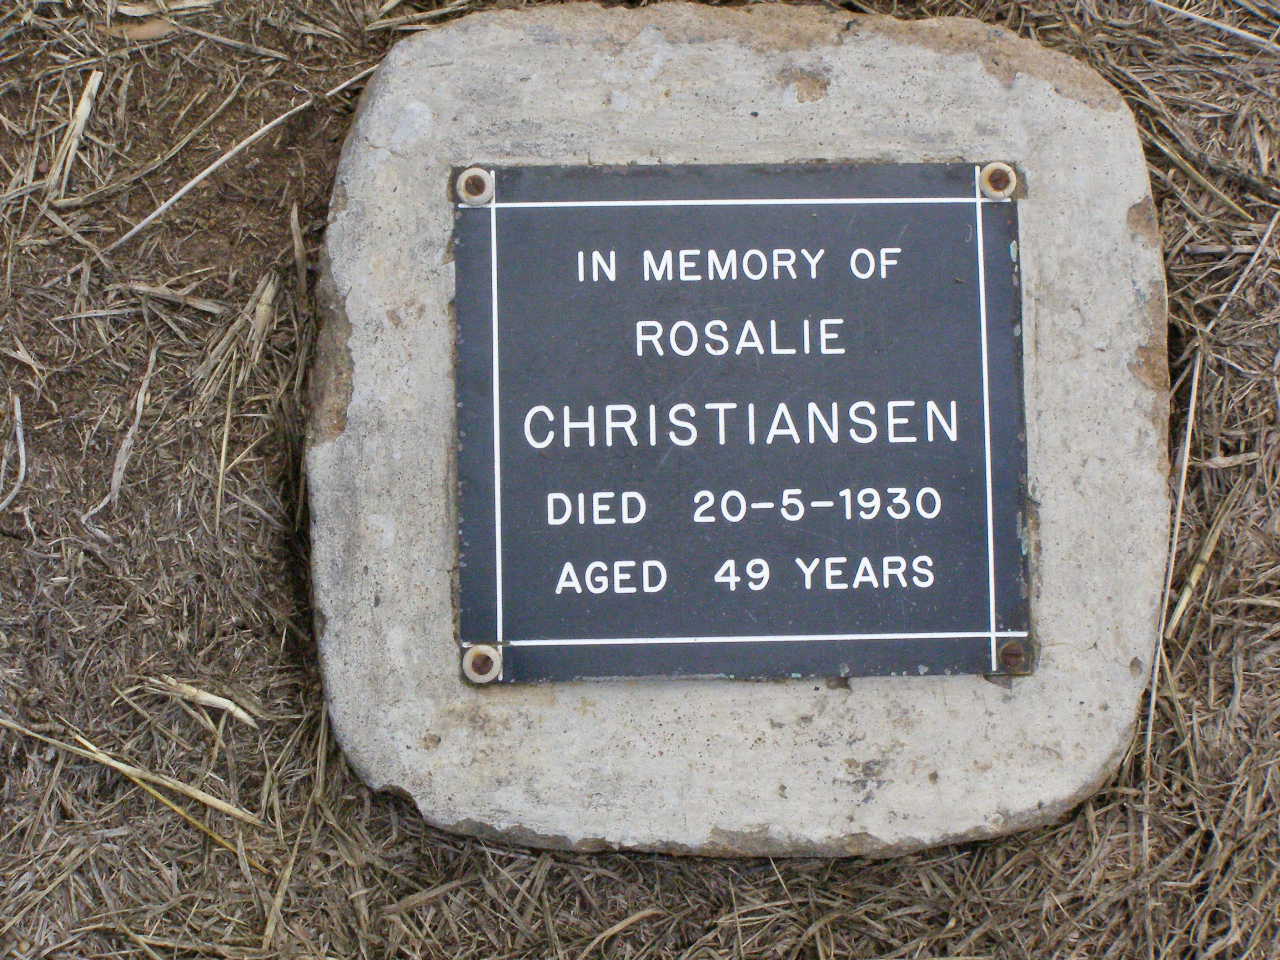 IN MEMORY OF
ROSALIE
CHRISTIANSEN
DIED 20-5-1930
AGED 49 YEARS